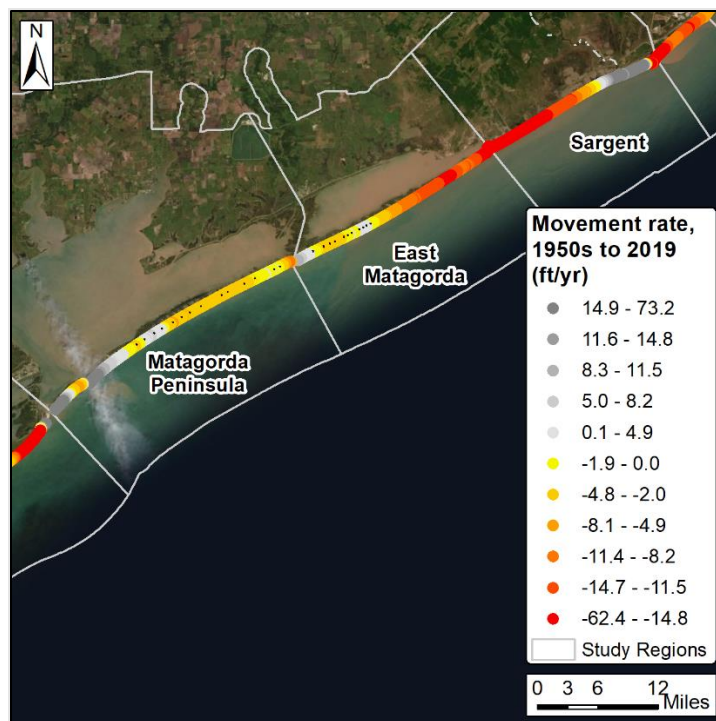 N
Sargent
East
Matagorda
Matagorda
Peninsula
Movement rate,
1950s to 2019
(ft/yr)
14.9 - 73.2
11.6 - 14.8
8.3 - 11.5
5.0 - 8.2
0.1 - 4.9
-1.9 - 0.0
-4.8 - -2.0
-8.1 - -4.9
-11.4 - -8.2
-14.7 - -11.5
-62.4 - -14.8
Study Regions
0 3 6 12
Miles